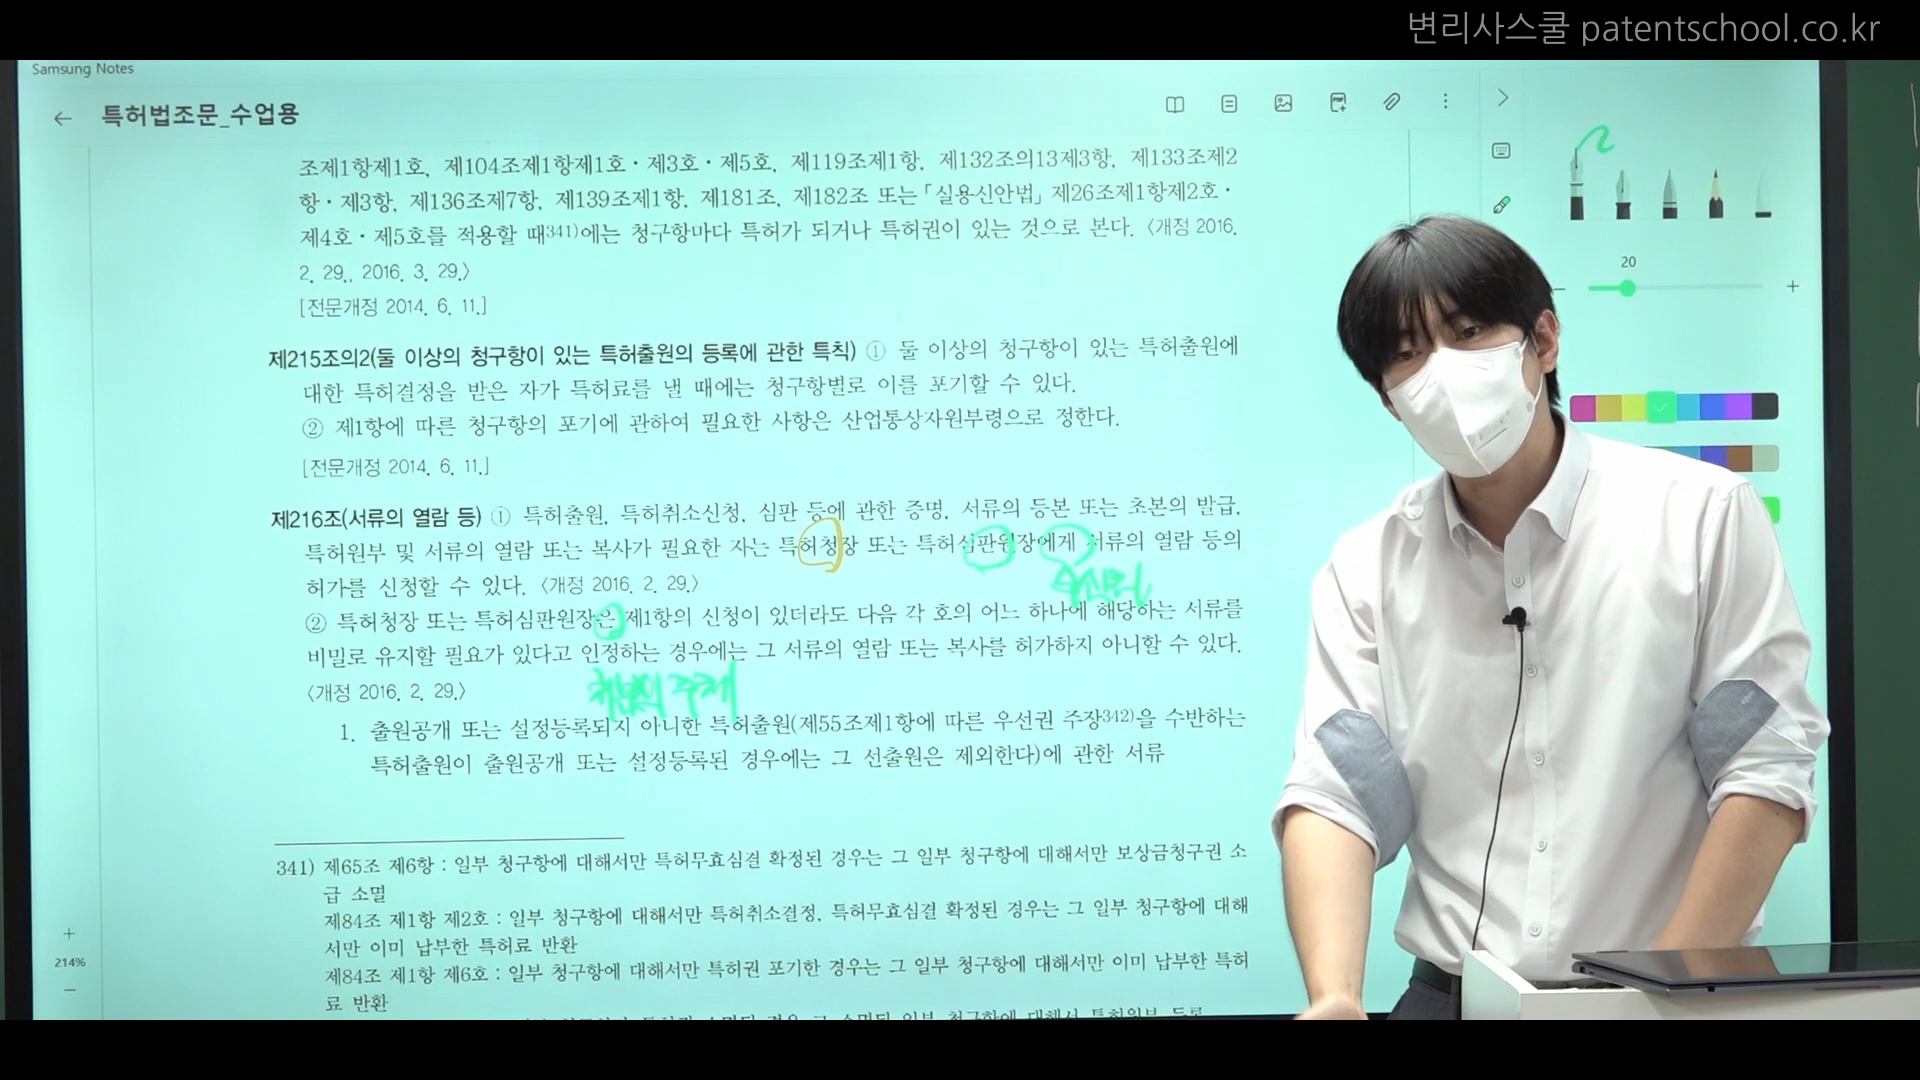 변리사스쿨 patentschool.co.kr
Samsung Notes
특허법조문_수업용
조제1항제1호, 제104조제1항제1호·제3호·제5호, 제119조제1항, 제132조의13제3항, 제133조제2
항·제3항, 제136조제7항, 제139조제1항, 제181조, 제182조 또는 「실용신안법」 제26조제1항제2호·
제4호·제5호를 적용할 때341)에는 청구항마다 특허가 되거나 특허권이 있는 것으로 본다. 〈개정 2016.
2. 29., 2016. 3. 29.〉
[전문개정 2014. 6. 11.]
20
제215조의2(둘 이상의 청구항이 있는 특허출원의 등록에 관한 특칙) ① 둘 이상의 청구항이 있는 특허출원에
대한 특허결정을 받은 자가 특허료를 낼 때에는 청구항별로 이를 포기할 수 있다.
② 제1항에 따른 청구항의 포기에 관하여 필요한 사항은 산업통상자원부령으로 정한다.
[전문개정 2014. 6. 11.]
제216조(서류의 열람 등) ① 특허출원, 특허취소신청, 심판 등에 관한 증명, 서류의 등본 또는 초본의 발급,
특허원부 및 서류의 열람 또는 복사가 필요한 자는 특허청장 또는 특허심판원장에게 서류의 열람 등의
허가를 신청할 수 있다. 〈개정 2016. 2. 29.〉
② 특허청장 또는 특허심판원장은 제1항의 신청이 있더라도 다음 각 호의 어느 하나에 해당하는 서류를
비밀로 유지할 필요가 있다고 인정하는 경우에는 그 서류의 열람 또는 복사를 허가하지 아니할 수 있다.
〈개정 2016. 2. 29.〉
처분의 주체
1. 출원공개 또는 설정등록되지 아니한 특허출원(제55조제1항에 따른 우선권 주장342)을 수반하는
특허출원이 출원공개 또는 설정등록된 경우에는 그 선출원은 제외한다)에 관한 서류
341) 제65조 제6항 : 일부 청구항에 대해서만 특허무효심결 확정된 경우는 그 일부 청구항에 대해서만 보상금청구권 소
급 소멸
제84조 제1항 제2호 : 일부 청구항에 대해서만 특허취소결정, 특허무효심결 확정된 경우는 그 일부 청구항에 대해
서만 이미 납부한 특허료 반환
제84조 제1항 제6호 : 일부 청구항에 대해서만 특허권 포기한 경우는 그 일부 청구항에 대해서만 이미 납부한 특허
료 반환
214%